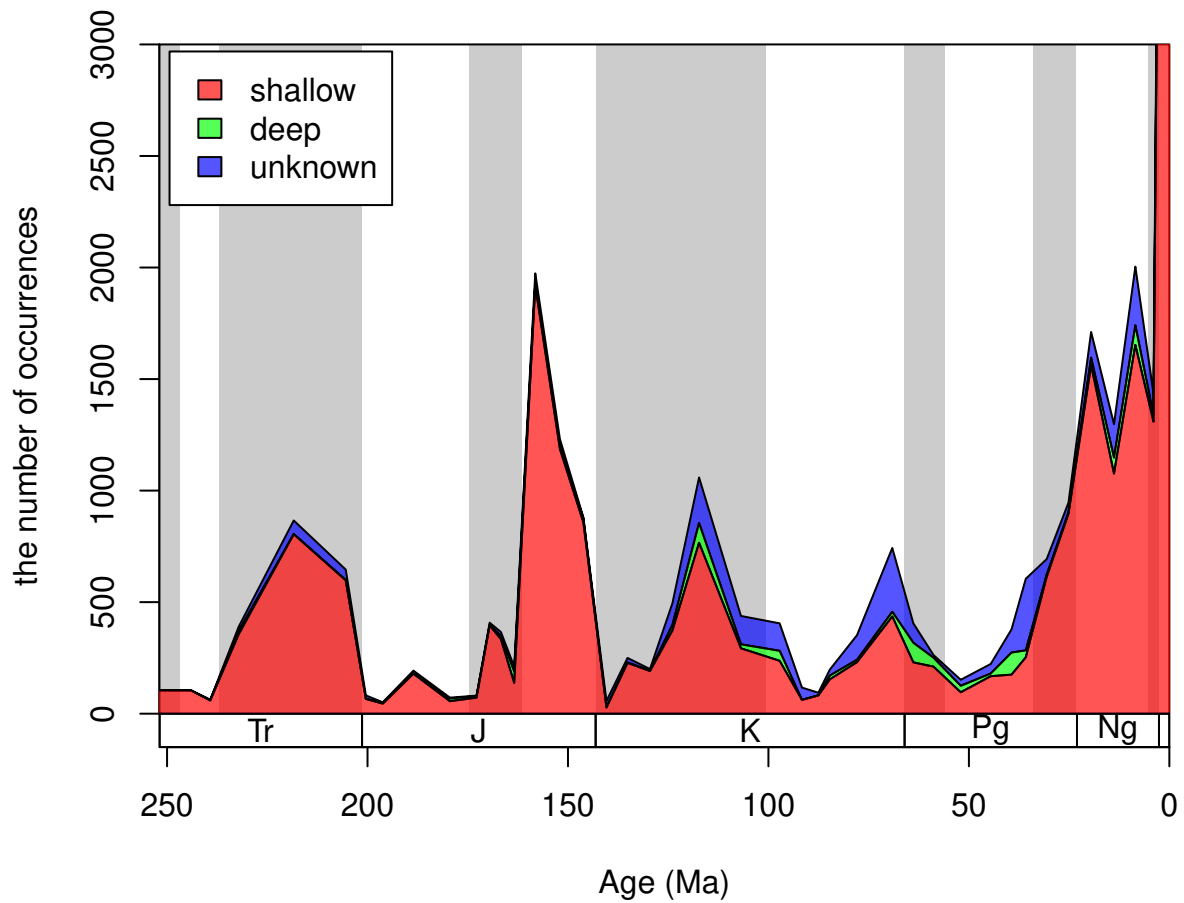 the number of occurrences
3000
2500
2000
1500
1000
500
0
shallow
deep
unknown
Tr J K Pg Ng
250 200 150 100 50 0
Age (Ma)